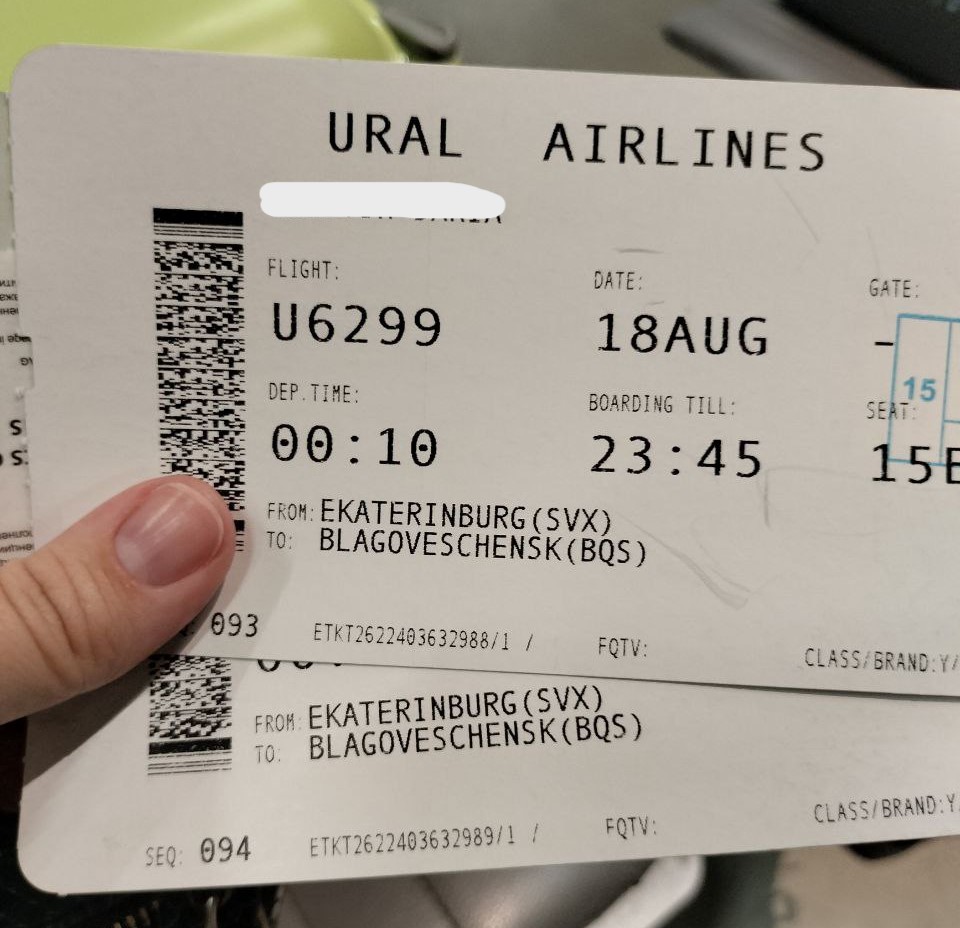 URAL AIRLINES
FLIGHT: DATE: GATE:
U6299 18AUG -
15
DEP.TIME: BOARDING TILL: SEAT:
00:10 23:45 15E
FROM: EKATERINBURG(SVX)
TO: BLAGOVESCHENSK(BQS)
093 ETKT2622403632988/1 / FQTV: CLASS/BRAND:Y/
FROM: EKATERINBURG(SVX)
TO: BLAGOVESCHENSK(BQS)
SEQ: 094 ETKT2622403632989/1 / FQTV: CLASS/BRAND:Y/